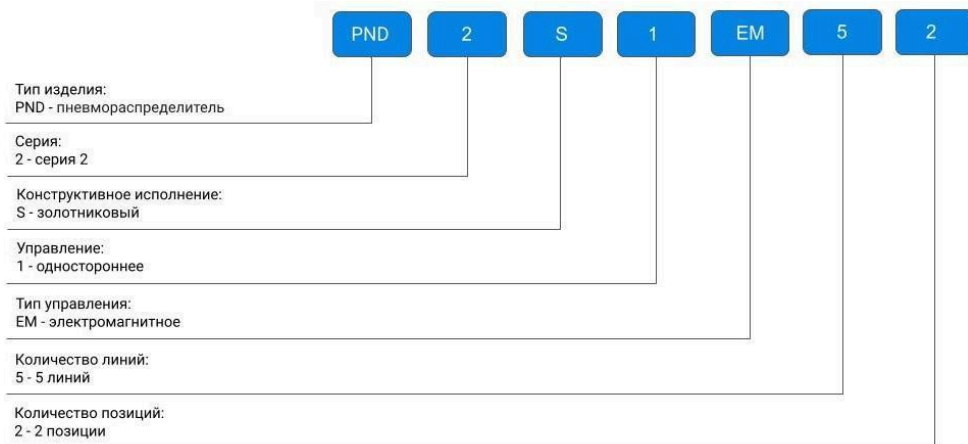 PND 2 S 1 EM 5 2
Тип изделия:
PND - пневмораспределитель
Серия:
2 - серия 2
Конструктивное исполнение:
S - золотниковый
Управление:
1 - одностороннее
Тип управления:
EM - электромагнитное
Количество линий:
5 - 5 линий
Количество позиций:
2 - 2 позиции